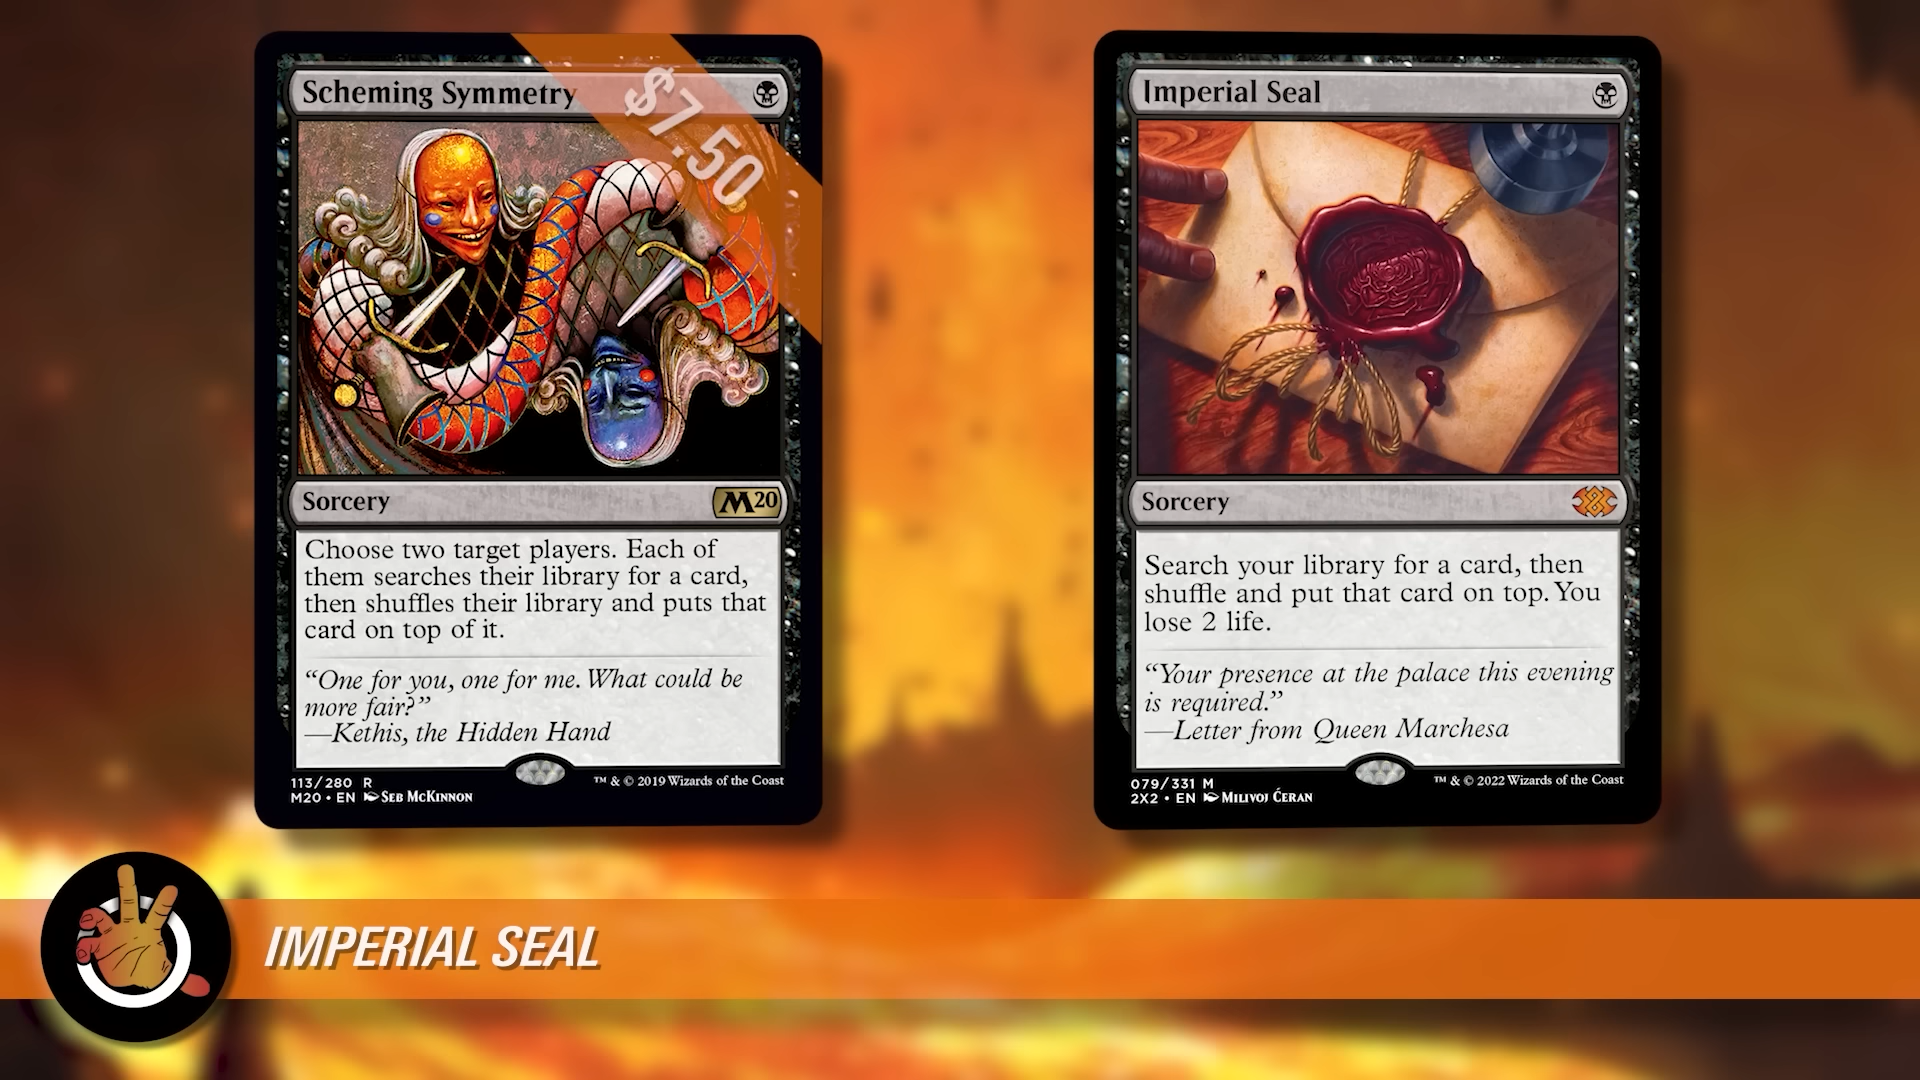 Scheming Symmetry
$7.50
Sorcery
M20
Choose two target players. Each of
them searches their library for a card,
then shuffles their library and puts that
card on top of it.
“One for you, one for me. What could be
more fair?”
—Kethis, the Hidden Hand
113/280 R
M20 • EN Seb McKinnon
™ & © 2019 Wizards of the Coast
Imperial Seal
Sorcery
Search your library for a card, then
shuffle and put that card on top. You
lose 2 life.
“Your presence at the palace this evening
is required.”
—Letter from Queen Marchesa
079/331 M
2X2 • EN Milivoj Ćeran
™ & © 2022 Wizards of the Coast
IMPERIAL SEAL